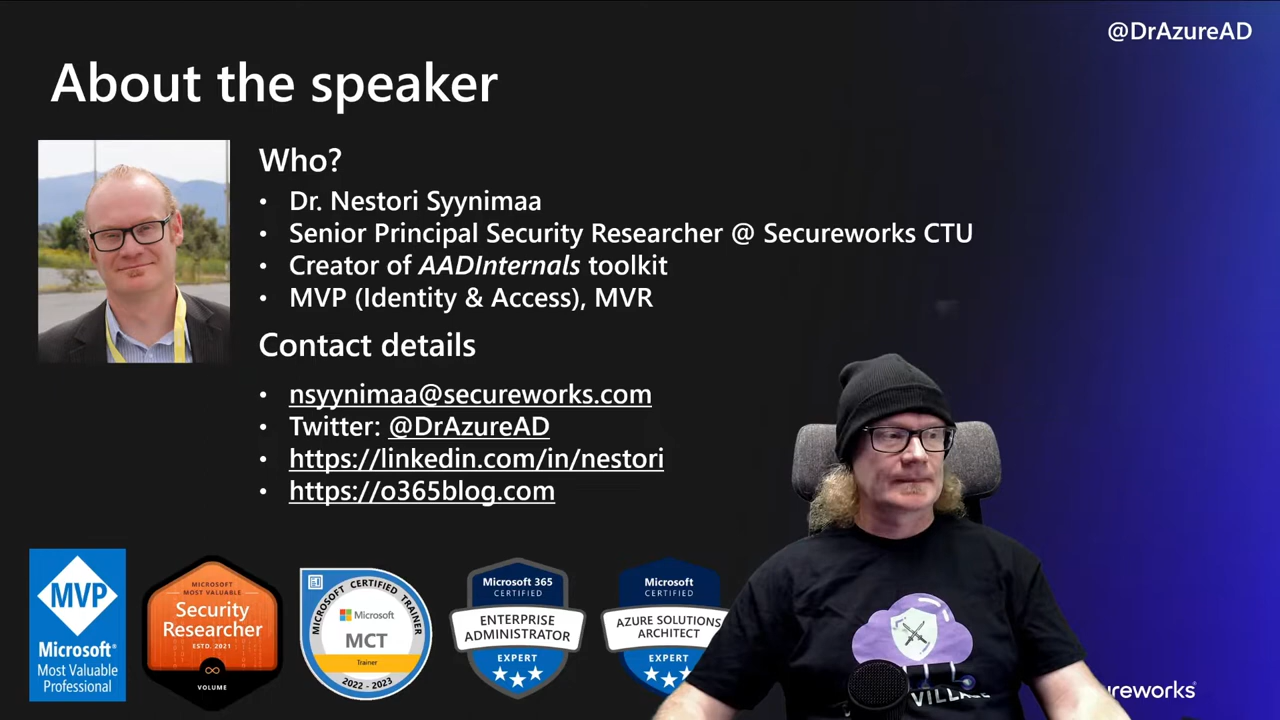 @DrAzureAD
About the speaker
Who?
• Dr. Nestori Syynimaa
• Senior Principal Security Researcher @ Secureworks CTU
• Creator of AADInternals toolkit
• MVP (Identity & Access), MVR
Contact details
• nsyynimaa@secureworks.com
• Twitter: @DrAzureAD
• https://linkedin.com/in/nestori
• https://o365blog.com
MVP
Microsoft®
Most Valuable
Professional
MICROSOFT
MOST VALUABLE
Security
Researcher
ESTD. 2021
VOLUME
MICROSOFT CERTIFIED TRAINER
Microsoft
MCT
Trainer
2022 - 2023
Microsoft 365
CERTIFIED
ENTERPRISE
ADMINISTRATOR
EXPERT
Microsoft
CERTIFIED
AZURE SOLUTIONS
ARCHITECT
EXPERT
VILLAGE
ureworks®